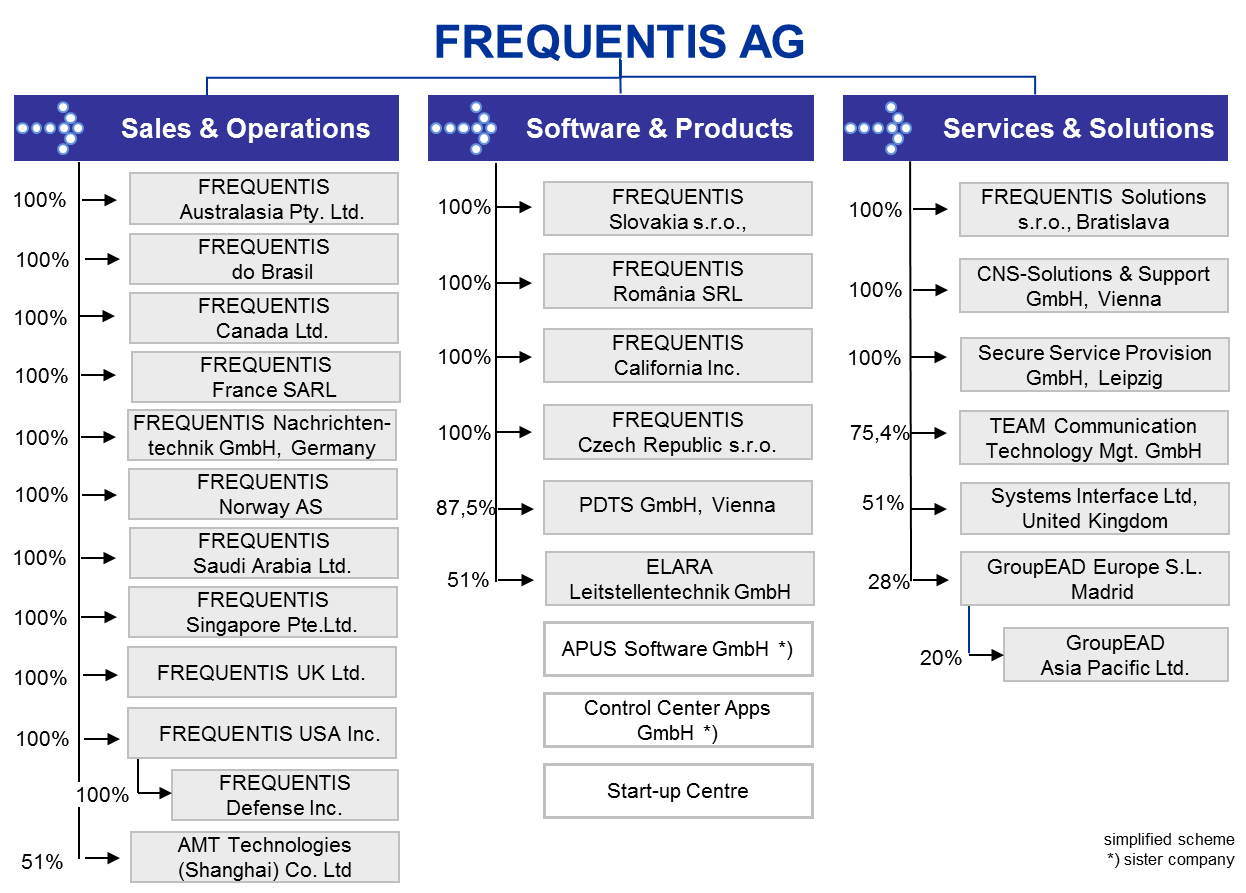 FREQUENTIS AG
Sales & Operations
100%
FREQUENTIS
Australasia Pty. Ltd.
100%
FREQUENTIS
do Brasil
100%
FREQUENTIS
Canada Ltd.
100%
FREQUENTIS
France SARL
100%
FREQUENTIS Nachrichten-
technik GmbH, Germany
100%
FREQUENTIS
Norway AS
100%
FREQUENTIS
Saudi Arabia Ltd.
100%
FREQUENTIS
Singapore Pte.Ltd.
100%
FREQUENTIS UK Ltd.
100%
FREQUENTIS USA Inc.
100%
FREQUENTIS
Defense Inc.
51%
AMT Technologies
(Shanghai) Co. Ltd
Software & Products
100%
FREQUENTIS
Slovakia s.r.o.,
100%
FREQUENTIS
România SRL
100%
FREQUENTIS
California Inc.
100%
FREQUENTIS
Czech Republic s.r.o.
87,5%
PDTS GmbH, Vienna
51%
ELARA
Leitstellentechnik GmbH
APUS Software GmbH *)
Control Center Apps
GmbH *)
Start-up Centre
Services & Solutions
100%
FREQUENTIS Solutions
s.r.o., Bratislava
100%
CNS-Solutions & Support
GmbH, Vienna
100%
Secure Service Provision
GmbH, Leipzig
75,4%
TEAM Communication
Technology Mgt. GmbH
51%
Systems Interface Ltd,
United Kingdom
28%
GroupEAD Europe S.L.
Madrid
20%
GroupEAD
Asia Pacific Ltd.
simplified scheme
*) sister company